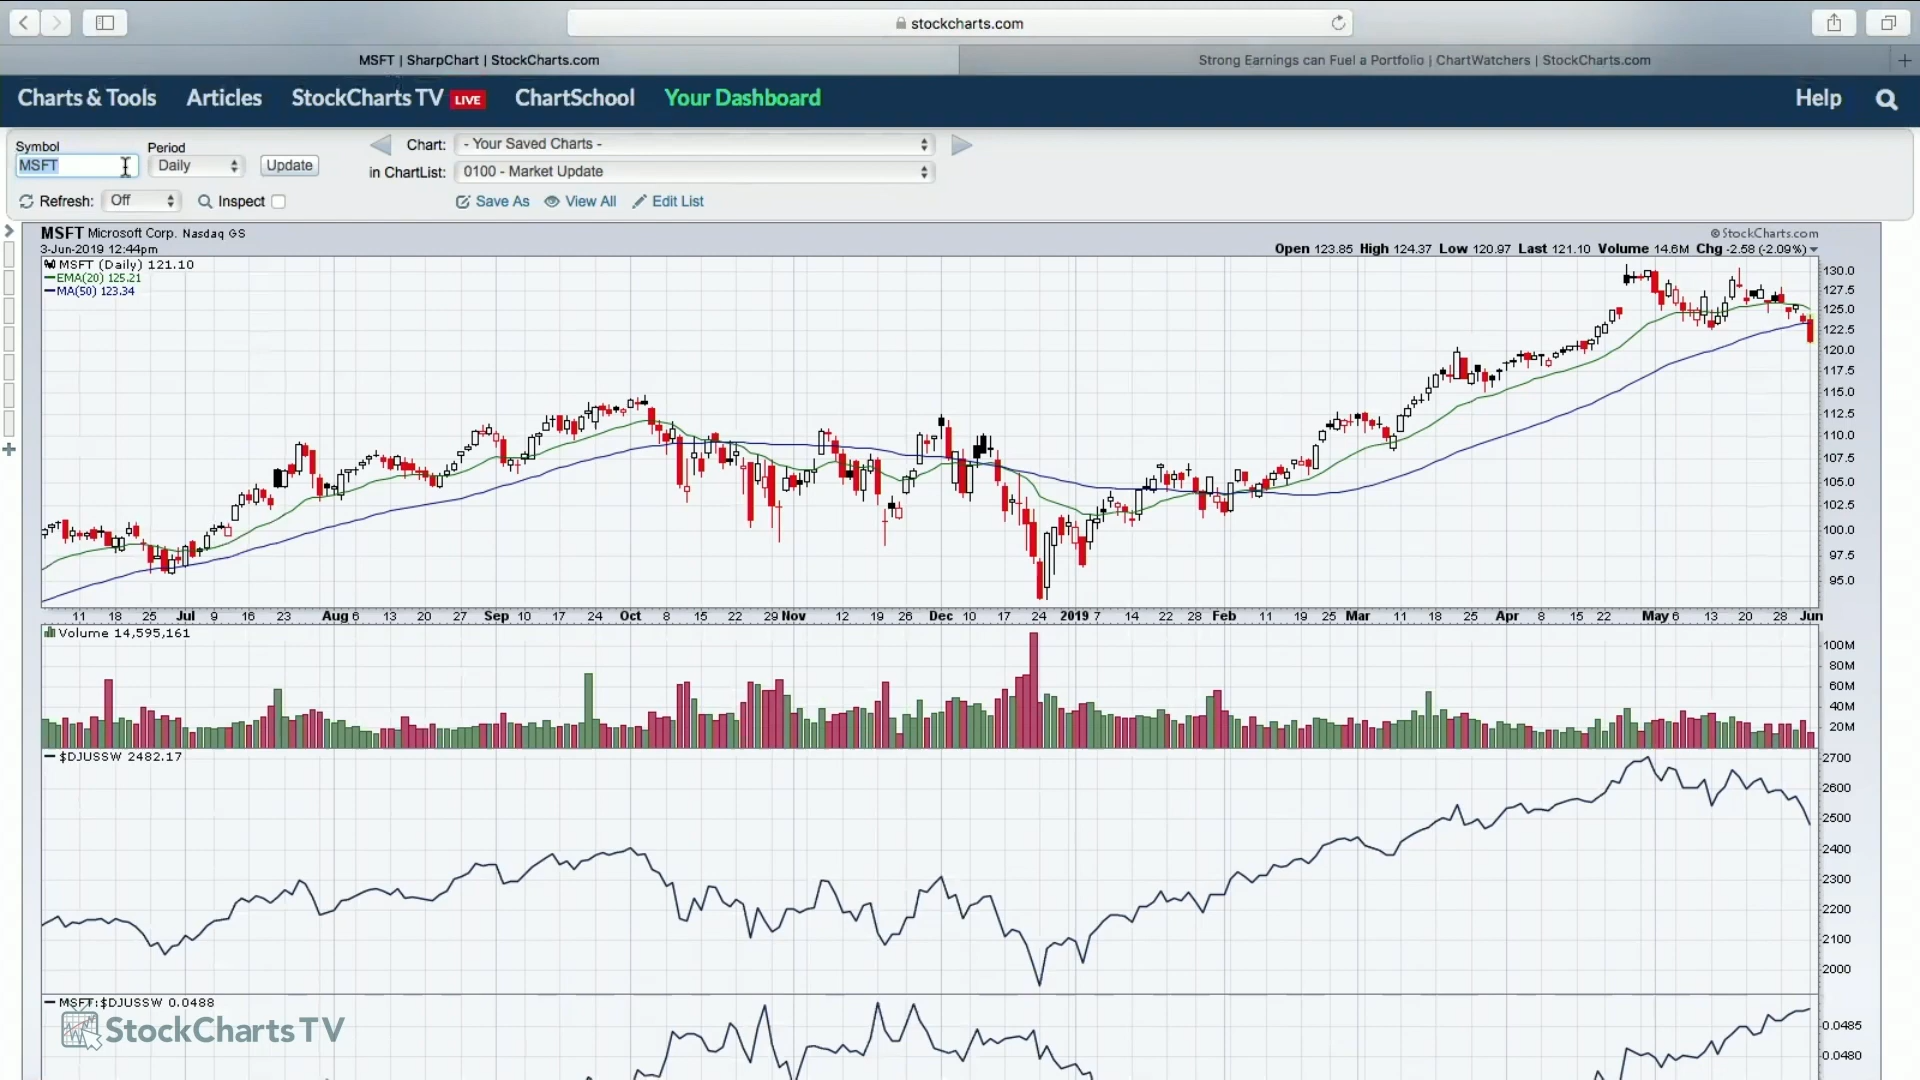 stockcharts.com
MSFT | SharpChart | StockCharts.com
Strong Earnings can Fuel a Portfolio | ChartWatchers | StockCharts.com
Charts & Tools Articles StockCharts TV LIVE ChartSchool Your Dashboard Help
Symbol Period Chart: - Your Saved Charts -
MSFT Daily Update in ChartList: 0100 - Market Update
Refresh: Off Inspect Save As View All Edit List
MSFT Microsoft Corp. Nasdaq GS © StockCharts.com
3-Jun-2019 12:44pm Open 123.85 High 124.37 Low 120.97 Last 121.10 Volume 14.6M Chg -2.58 (-2.09%)
MSFT (Daily) 121.10
EMA(20) 125.21
MA(50) 123.34
130.0
127.5
125.0
122.5
120.0
117.5
115.0
112.5
110.0
107.5
105.0
102.5
100.0
97.5
95.0
11 18 25 Jul 9 16 23 Aug 6 13 20 27 Sep 10 17 24 Oct 8 15 22 29 Nov 12 19 26 Dec 10 17 24 2019 7 14 22 28 Feb 11 19 25 Mar 11 18 25 Apr 8 15 22 May 6 13 20 28 Jun
Volume 14,595,161
100M
80M
60M
40M
20M
$DJUSSW 2482.17
2700
2600
2500
2400
2300
2200
2100
2000
MSFT:$DJUSSW 0.0488
StockCharts TV
0.0485
0.0480